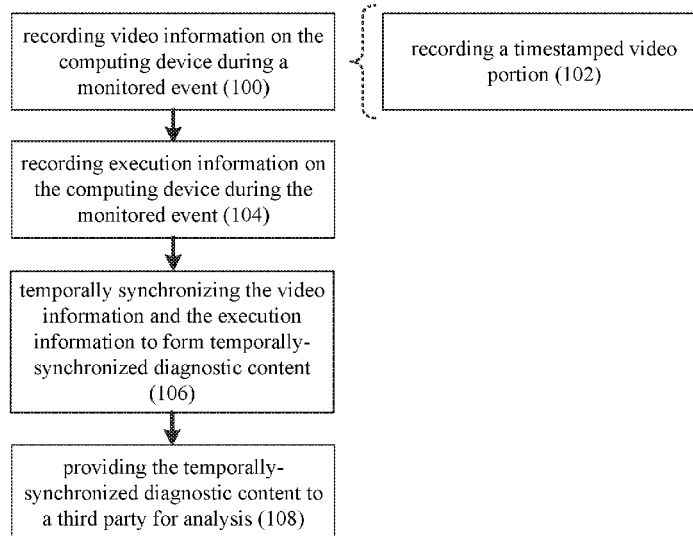 recording video information on the
computing device during a
monitored event (100)
recording a timestamped video
portion (102)
recording execution information on
the computing device during the
monitored event (104)
temporally synchronizing the video
information and the execution
information to form temporally-
synchronized diagnostic content
(106)
providing the temporally-
synchronized diagnostic content to
a third party for analysis (108)